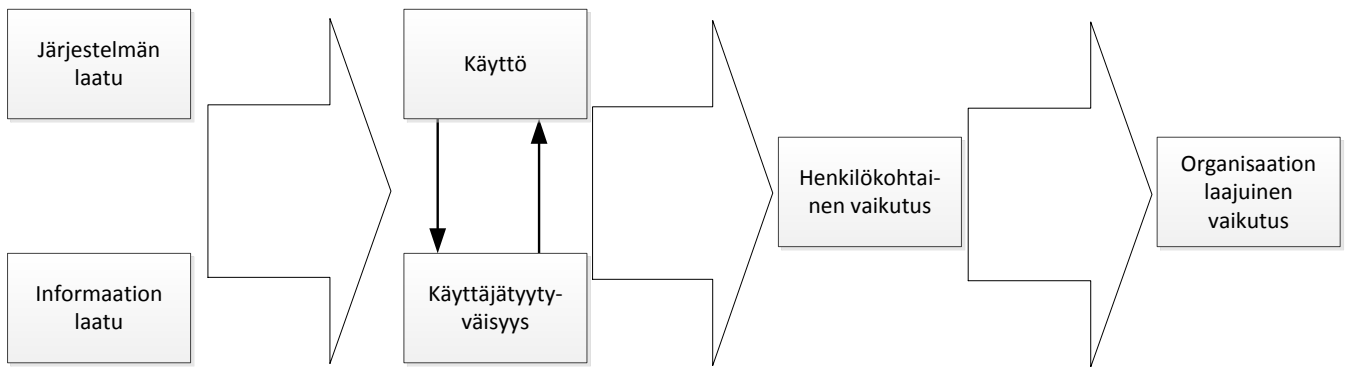 Järjestelmän
laatu
Informaation
laatu
Käyttö
Käyttäjätyyty-
väisyys
Henkilökohtai-
nen vaikutus
Organisaation
laajuinen
vaikutus